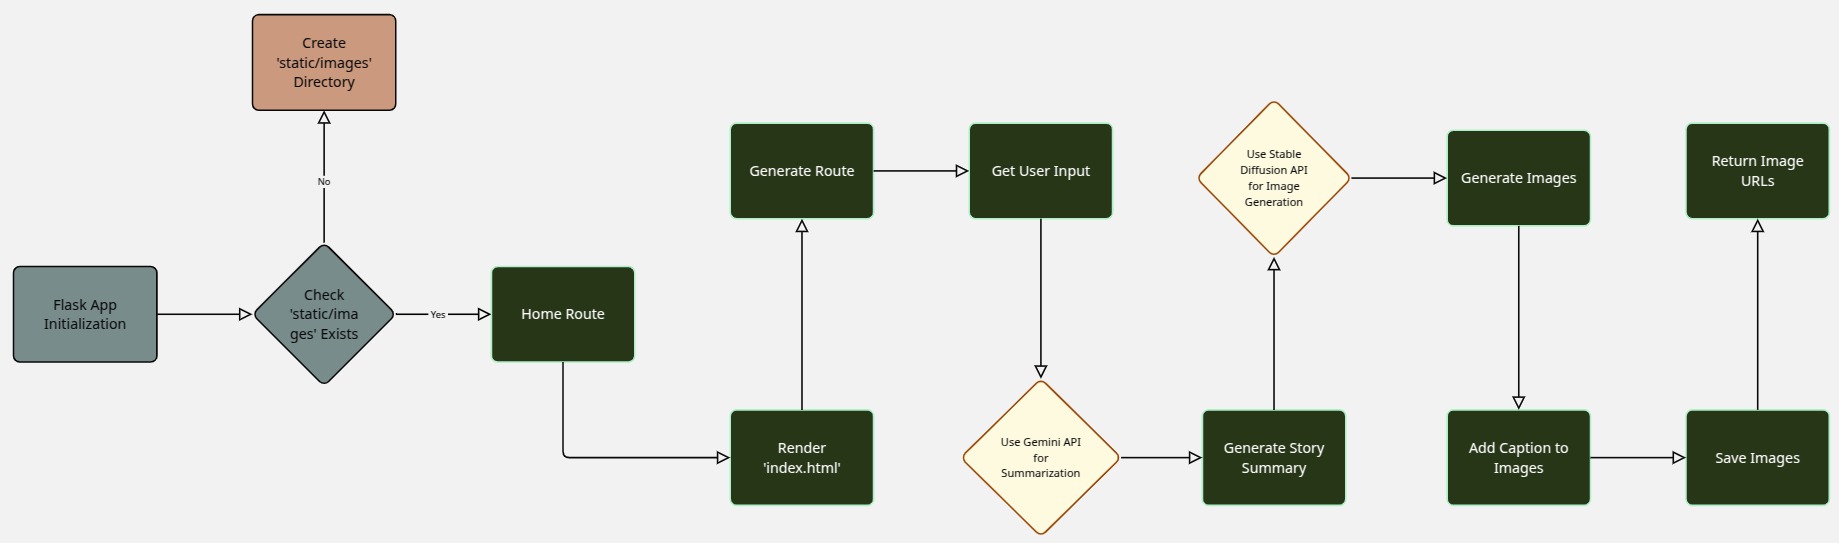 Create
'static/images'
Directory
No
Flask App
Initialization
Check
'static/ima
ges' Exists
Yes
Home Route
Render
'index.html'
Generate Route
Get User Input
Use Gemini API
for
Summarization
Generate Story
Summary
Use Stable
Diffusion API
for Image
Generation
Generate Images
Add Caption to
Images
Save Images
Return Image
URLs